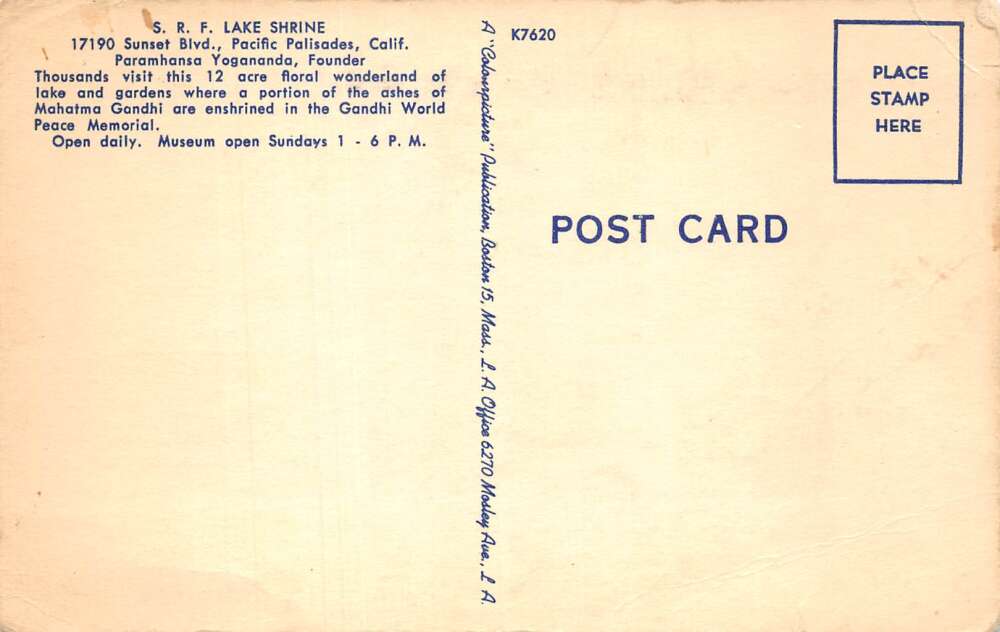 S. R. F. LAKE SHRINE
17190 Sunset Blvd., Pacific Palisades, Calif.
Paramhansa Yogananda, Founder
Thousands visit this 12 acre floral wonderland of
lake and gardens where a portion of the ashes of
Mahatma Gandhi are enshrined in the Gandhi World
Peace Memorial.
Open daily. Museum open Sundays 1 - 6 P. M.
A "Colourpicture" Publication, Boston 15, Mass., L. A. Office 6270 Mosley Ave., L A.
K7620
PLACE
STAMP
HERE
POST CARD